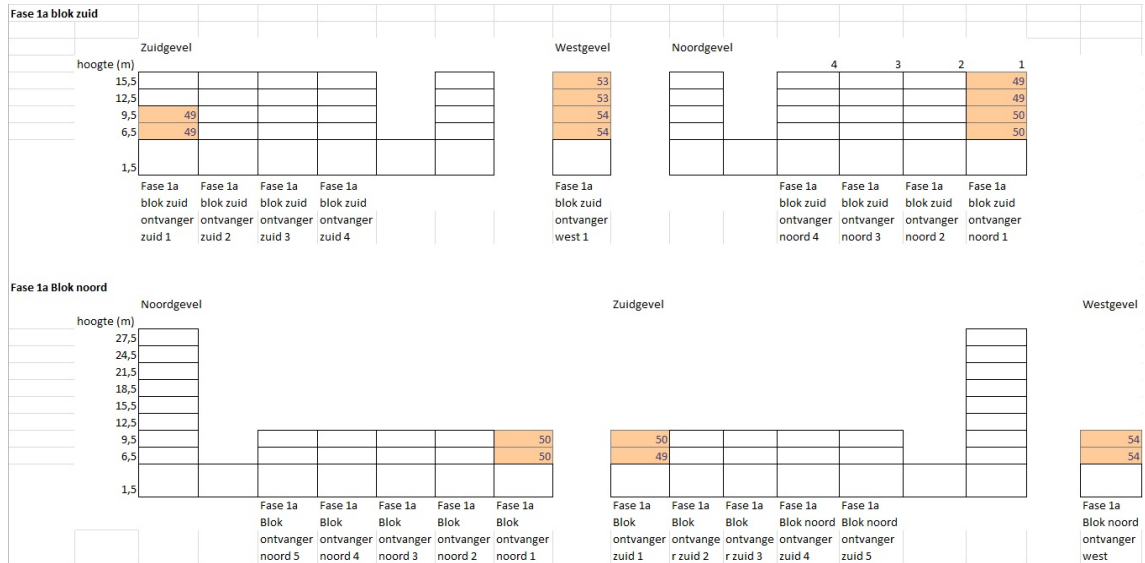 Fase 1a blok zuid
Zuidgevel Westgevel Noordgevel
hoogte (m) 4 3 2 1
15,5 53 49
12,5 53 49
9,5 49 54 50
6,5 49 54 50
1,5
Fase 1a Fase 1a Fase 1a Fase 1a Fase 1a Fase 1a Fase 1a Fase 1a Fase 1a
blok zuid blok zuid blok zuid blok zuid blok zuid blok zuid blok zuid blok zuid blok zuid
ontvanger ontvanger ontvanger ontvanger ontvanger ontvanger ontvanger ontvanger ontvanger
zuid 1 zuid 2 zuid 3 zuid 4 west 1 noord 4 noord 3 noord 2 noord 1
Fase 1a Blok noord
Noordgevel Zuidgevel Westgevel
hoogte (m)
27,5
24,5
21,5
18,5
15,5
12,5
9,5 50 50 54
6,5 50 49 54
1,5
Fase 1a Fase 1a Fase 1a Fase 1a Fase 1a Fase 1a Fase 1a Fase 1a Fase 1a Fase 1a Fase 1a
Blok Blok Blok Blok Blok Blok Blok Blok Blok noord Blok noord Blok noord
ontvanger ontvanger ontvanger ontvanger ontvanger ontvanger ontvange ontvange ontvanger ontvanger ontvanger
noord 5 noord 4 noord 3 noord 2 noord 1 zuid 1 r zuid 2 r zuid 3 zuid 4 zuid 5 west